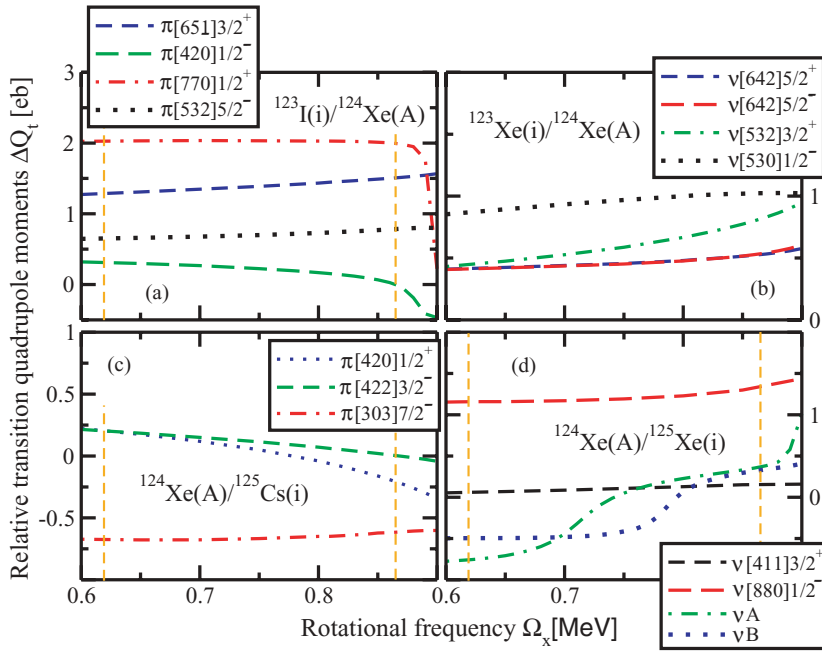 π[651]3/2⁺
π[420]1/2⁻
π[770]1/2⁺
π[532]5/2⁻
ν[642]5/2⁺
ν[642]5/2⁻
ν[532]3/2⁺
ν[530]1/2⁻
¹²³I(i)/¹²⁴Xe(A)
¹²³Xe(i)/¹²⁴Xe(A)
3
2
1
0
(a)
(b)
1
0
Relative transition quadrupole moments ΔQₜ [eb]
(c)
π[420]1/2⁺
π[422]3/2⁻
π[303]7/2⁻
(d)
1
0.5
0
-0.5
¹²⁴Xe(A)/¹²⁵Cs(i)
¹²⁴Xe(A)/¹²⁵Xe(i)
1
0
0.6 0.7 0.8 0.6 0.7
Rotational frequency Ωₓ[MeV]
ν[411]3/2⁺
ν[880]1/2⁻
νA
νB